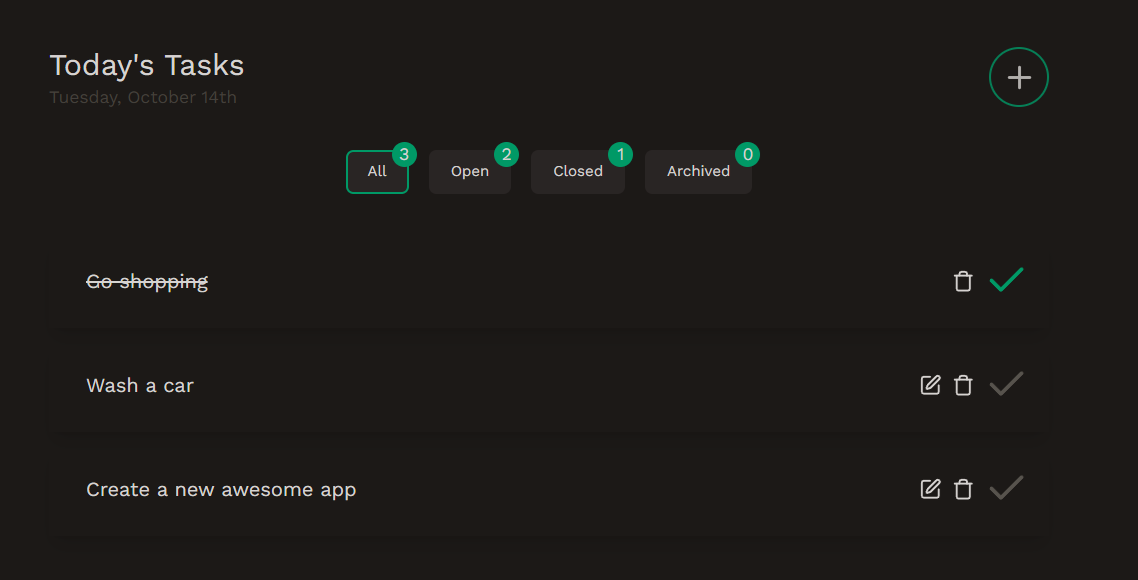 Today's Tasks
Tuesday, October 14th
All 3 Open 2 Closed 1 Archived 0
Go shopping
Wash a car
Create a new awesome app